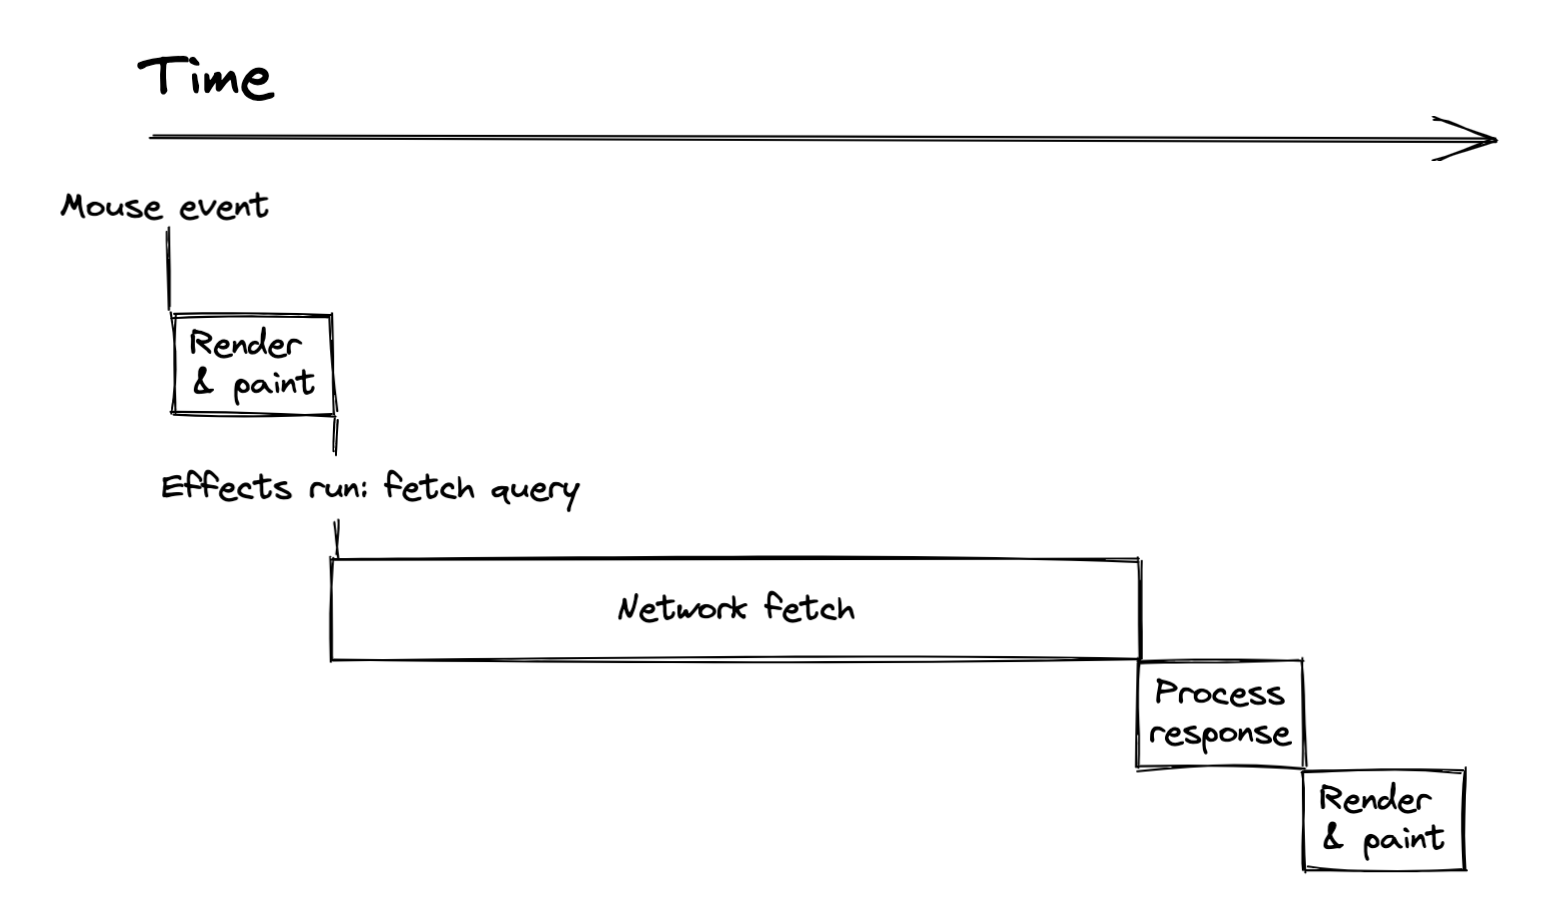 Time
Mouse event
Render
& paint
Effects run: fetch query
Network fetch
Process
response
Render
& paint